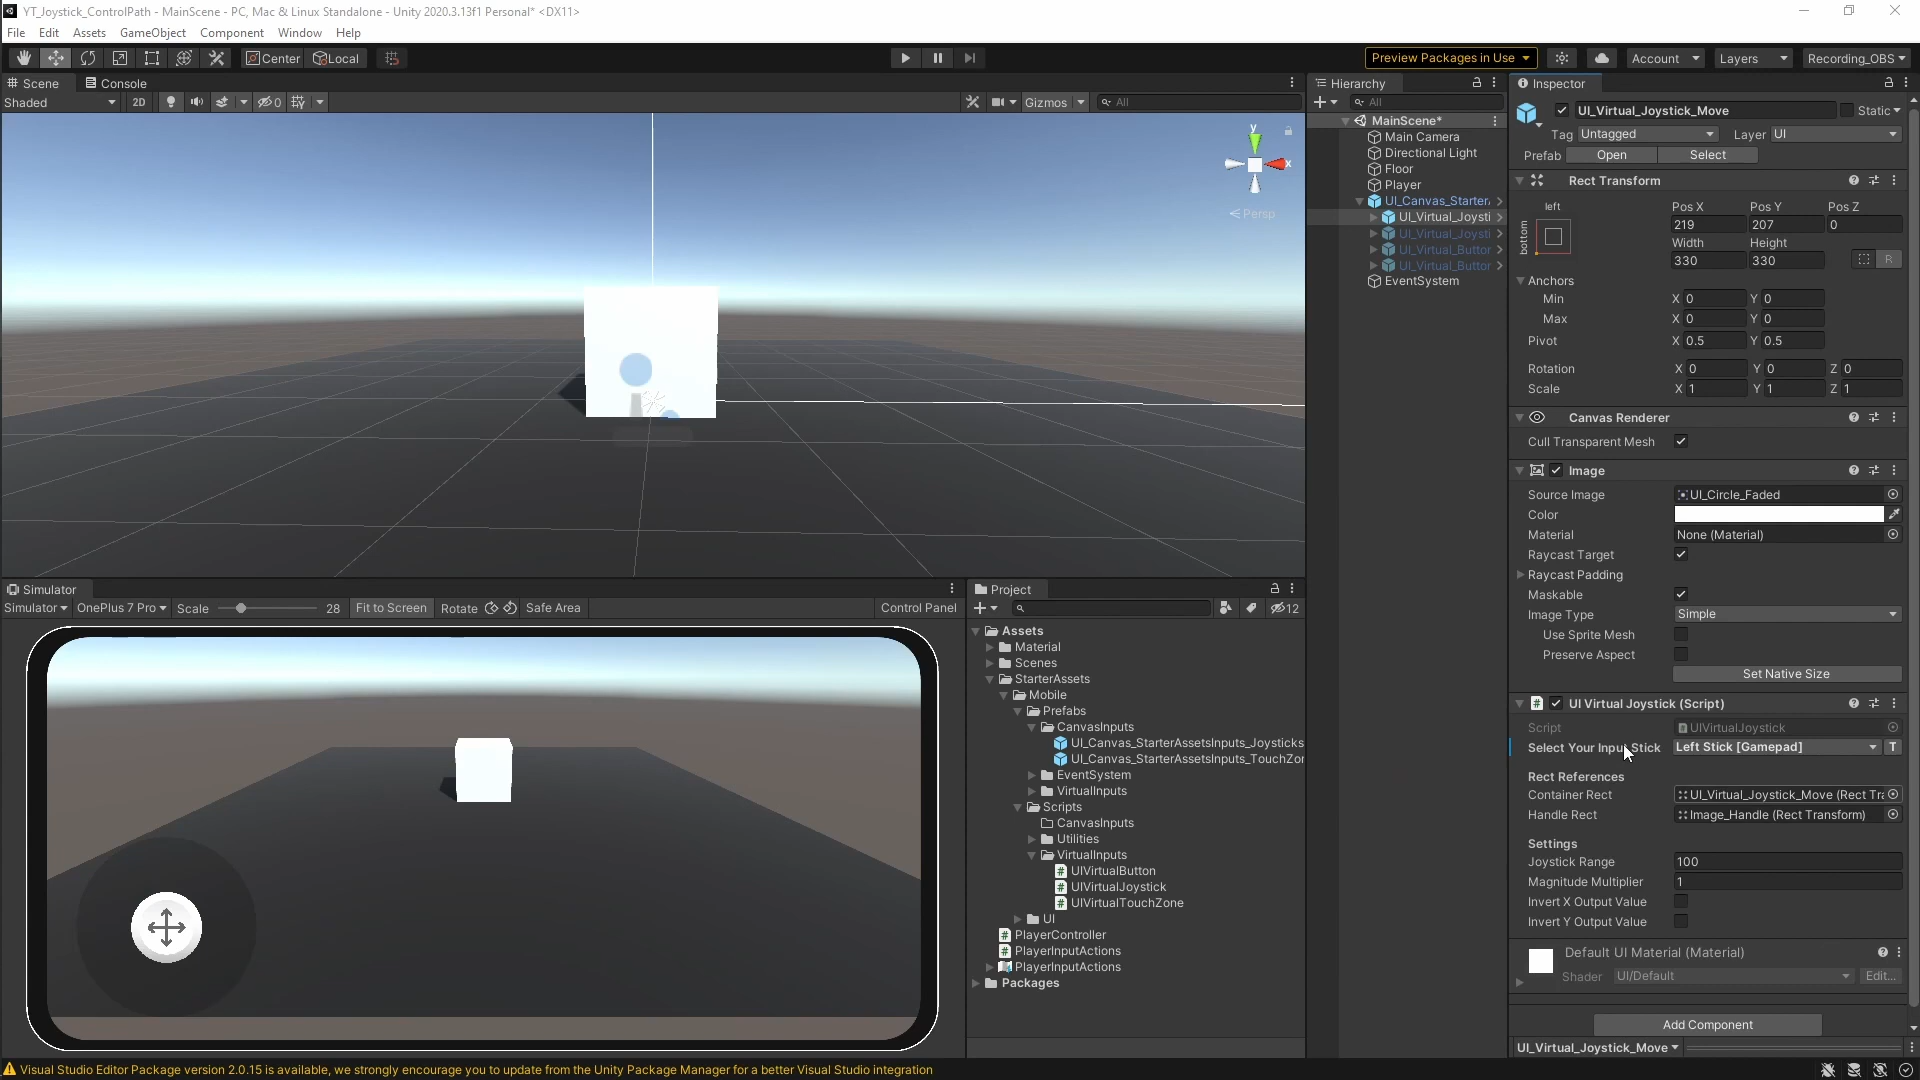 YT_Joystick_ControlPath - MainScene - PC, Mac & Linux Standalone - Unity 2020.3.13f1 Personal* <DX11>
File Edit Assets GameObject Component Window Help
Center Local Preview Packages in Use Account Layers Recording_OBS
Scene Console
Shaded 2D 0 Gizmos All
y
x
Persp
Hierarchy
All
MainScene*
Main Camera
Directional Light
Floor
Player
UI_Canvas_Starter
UI_Virtual_Joysti
UI_Virtual_Joysti
UI_Virtual_Buttor
UI_Virtual_Buttor
EventSystem
Inspector
UI_Virtual_Joystick_Move Static
Tag Untagged Layer UI
Prefab Open Select
Rect Transform
left Pos X Pos Y Pos Z
bottom 219 207 0
Width Height
330 330 R
Anchors
Min X 0 Y 0
Max X 0 Y 0
Pivot X 0.5 Y 0.5
Rotation X 0 Y 0 Z 0
Scale X 1 Y 1 Z 1
Canvas Renderer
Cull Transparent Mesh
Image
Source Image UI_Circle_Faded
Color
Material None (Material)
Raycast Target
Raycast Padding
Maskable
Image Type Simple
Use Sprite Mesh
Preserve Aspect
Set Native Size
UI Virtual Joystick (Script)
Script UIVirtualJoystick
Select Your Input Stick Left Stick [Gamepad] T
Rect References
Container Rect UI_Virtual_Joystick_Move (Rect Tra
Handle Rect Image_Handle (Rect Transform)
Settings
Joystick Range 100
Magnitude Multiplier 1
Invert X Output Value
Invert Y Output Value
Default UI Material (Material)
Shader UI/Default Edit...
Add Component
UI_Virtual_Joystick_Move
Simulator
Simulator OnePlus 7 Pro Scale 28 Fit to Screen Rotate Safe Area Control Panel
Project
12
Assets
Material
Scenes
StarterAssets
Mobile
Prefabs
CanvasInputs
UI_Canvas_StarterAssetsInputs_Joysticks
UI_Canvas_StarterAssetsInputs_TouchZor
EventSystem
VirtualInputs
Scripts
CanvasInputs
Utilities
VirtualInputs
UIVirtualButton
UIVirtualJoystick
UIVirtualTouchZone
UI
PlayerController
PlayerInputActions
PlayerInputActions
Packages
Visual Studio Editor Package version 2.0.15 is available, we strongly encourage you to update from the Unity Package Manager for a better Visual Studio integration